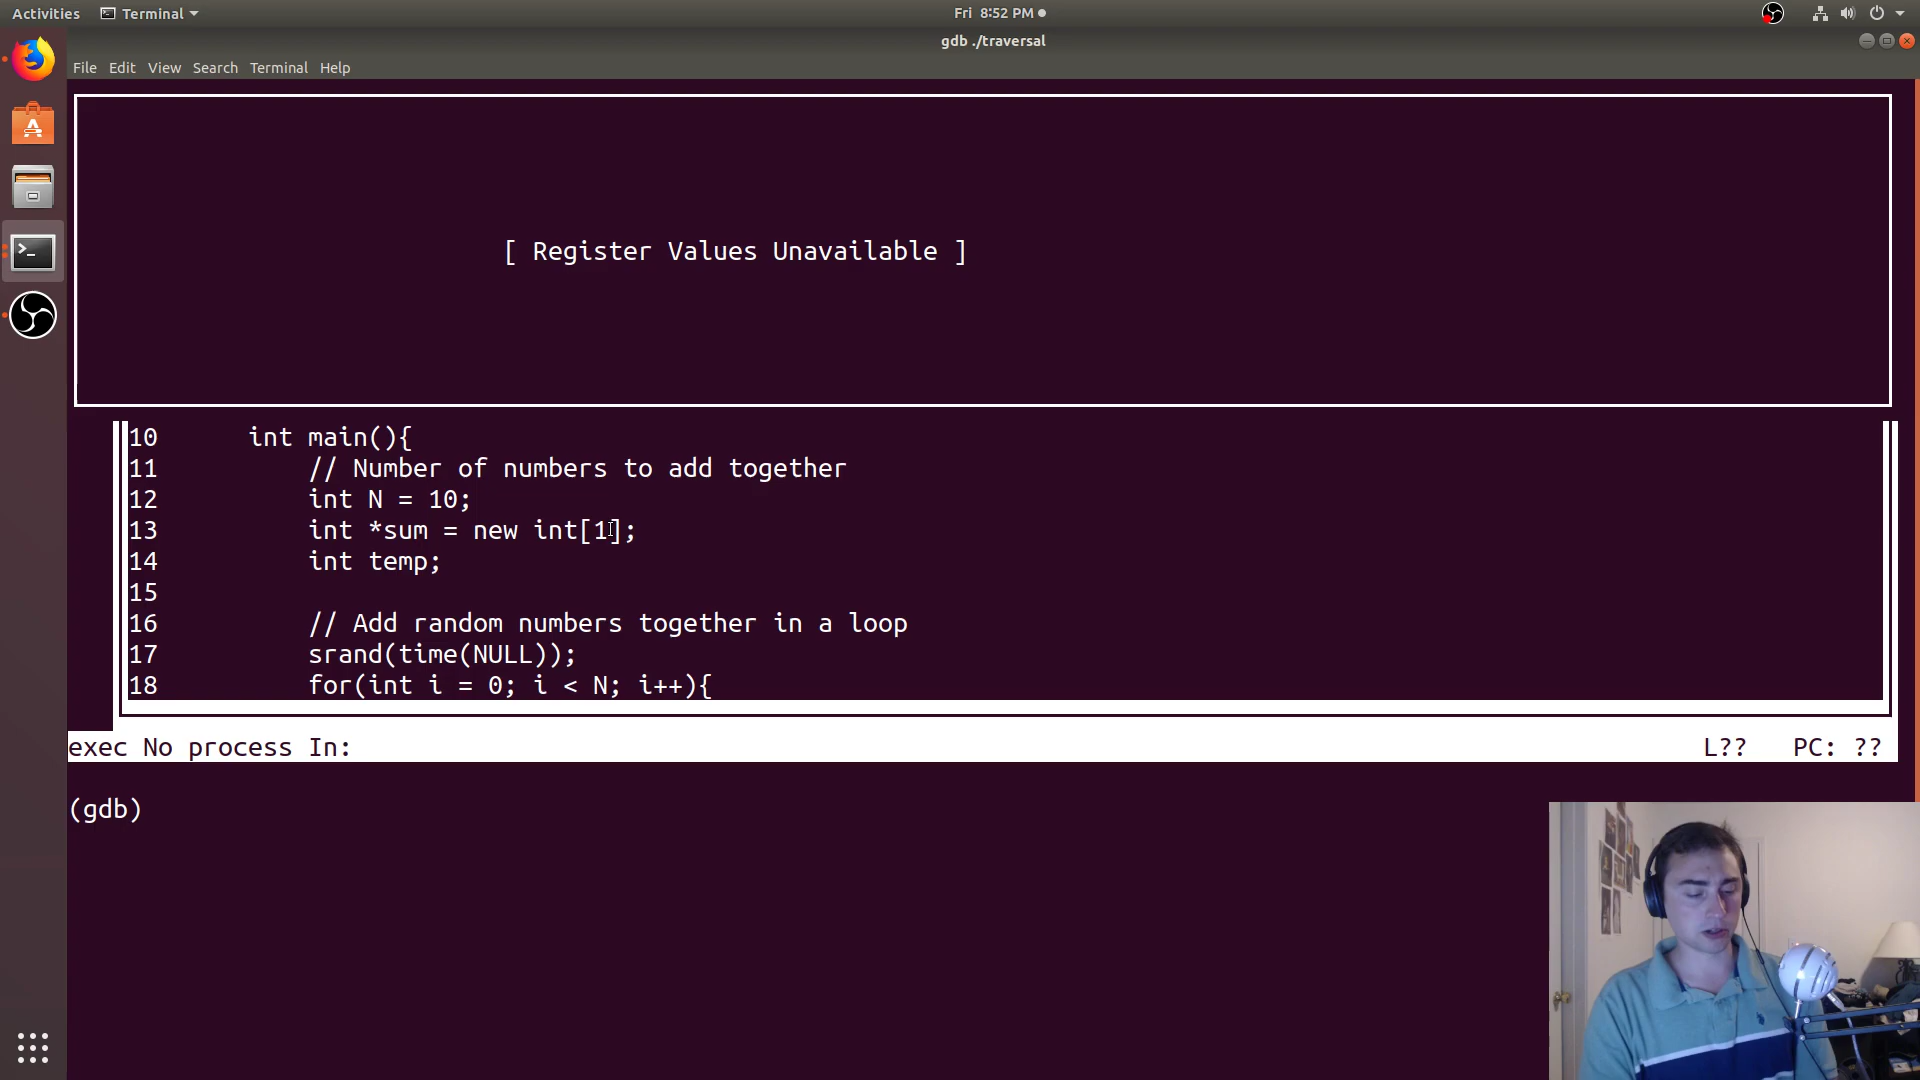 Activities Terminal Fri 8:52 PM
gdb ./traversal
File Edit View Search Terminal Help
[ Register Values Unavailable ]
10 int main(){
11 // Number of numbers to add together
12 int N = 10;
13 int *sum = new int[1];
14 int temp;
15
16 // Add random numbers together in a loop
17 srand(time(NULL));
18 for(int i = 0; i < N; i++){
exec No process In: L?? PC: ??
(gdb)